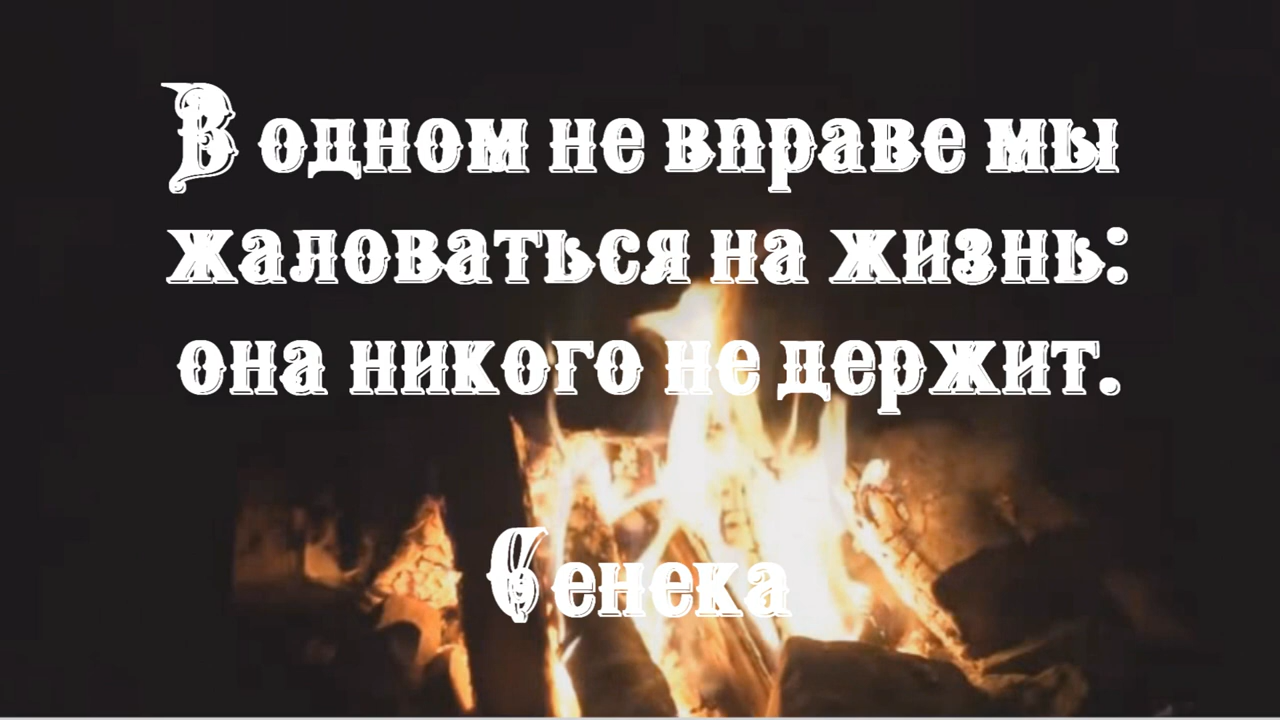 В одном не вправе мы
жаловаться на жизнь:
она никого не держит.
Сенека